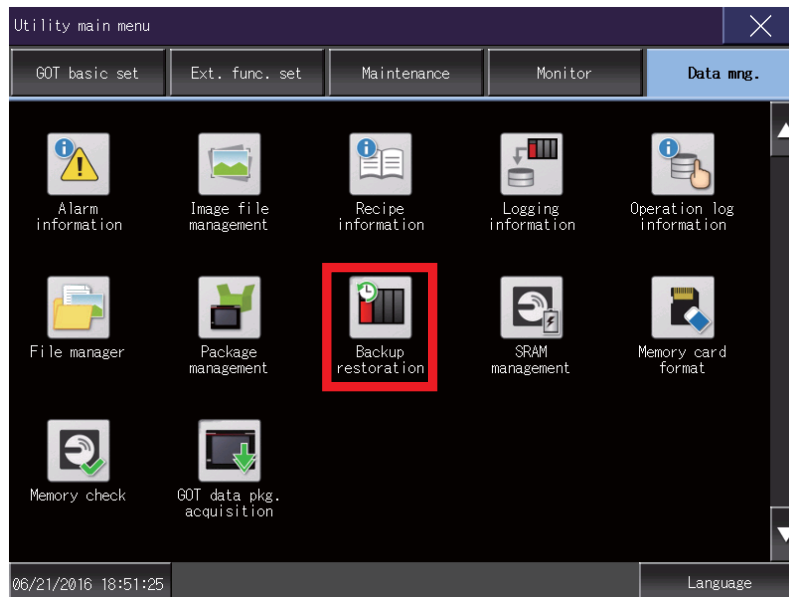 Utility main menu
GOT basic set
Ext. func. set
Maintenance
Monitor
Data mng.
Alarm
information
Image file
management
Recipe
information
Logging
information
Operation log
information
File manager
Package
management
Backup
restoration
SRAM
management
Memory card
format
Memory check
GOT data pkg.
acquisition
06/21/2016 18:51:25
Language